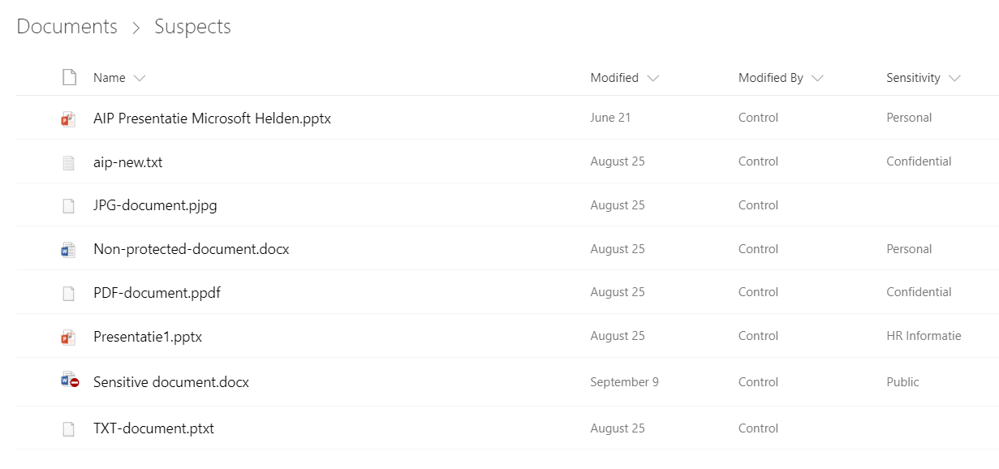 Documents > Suspects
Name Modified Modified By Sensitivity
AIP Presentatie Microsoft Helden.pptx June 21 Control Personal
aip-new.txt August 25 Control Confidential
JPG-document.pjpg August 25 Control
Non-protected-document.docx August 25 Control Personal
PDF-document.ppdf August 25 Control Confidential
Presentatie1.pptx August 25 Control HR Informatie
Sensitive document.docx September 9 Control Public
TXT-document.ptxt August 25 Control